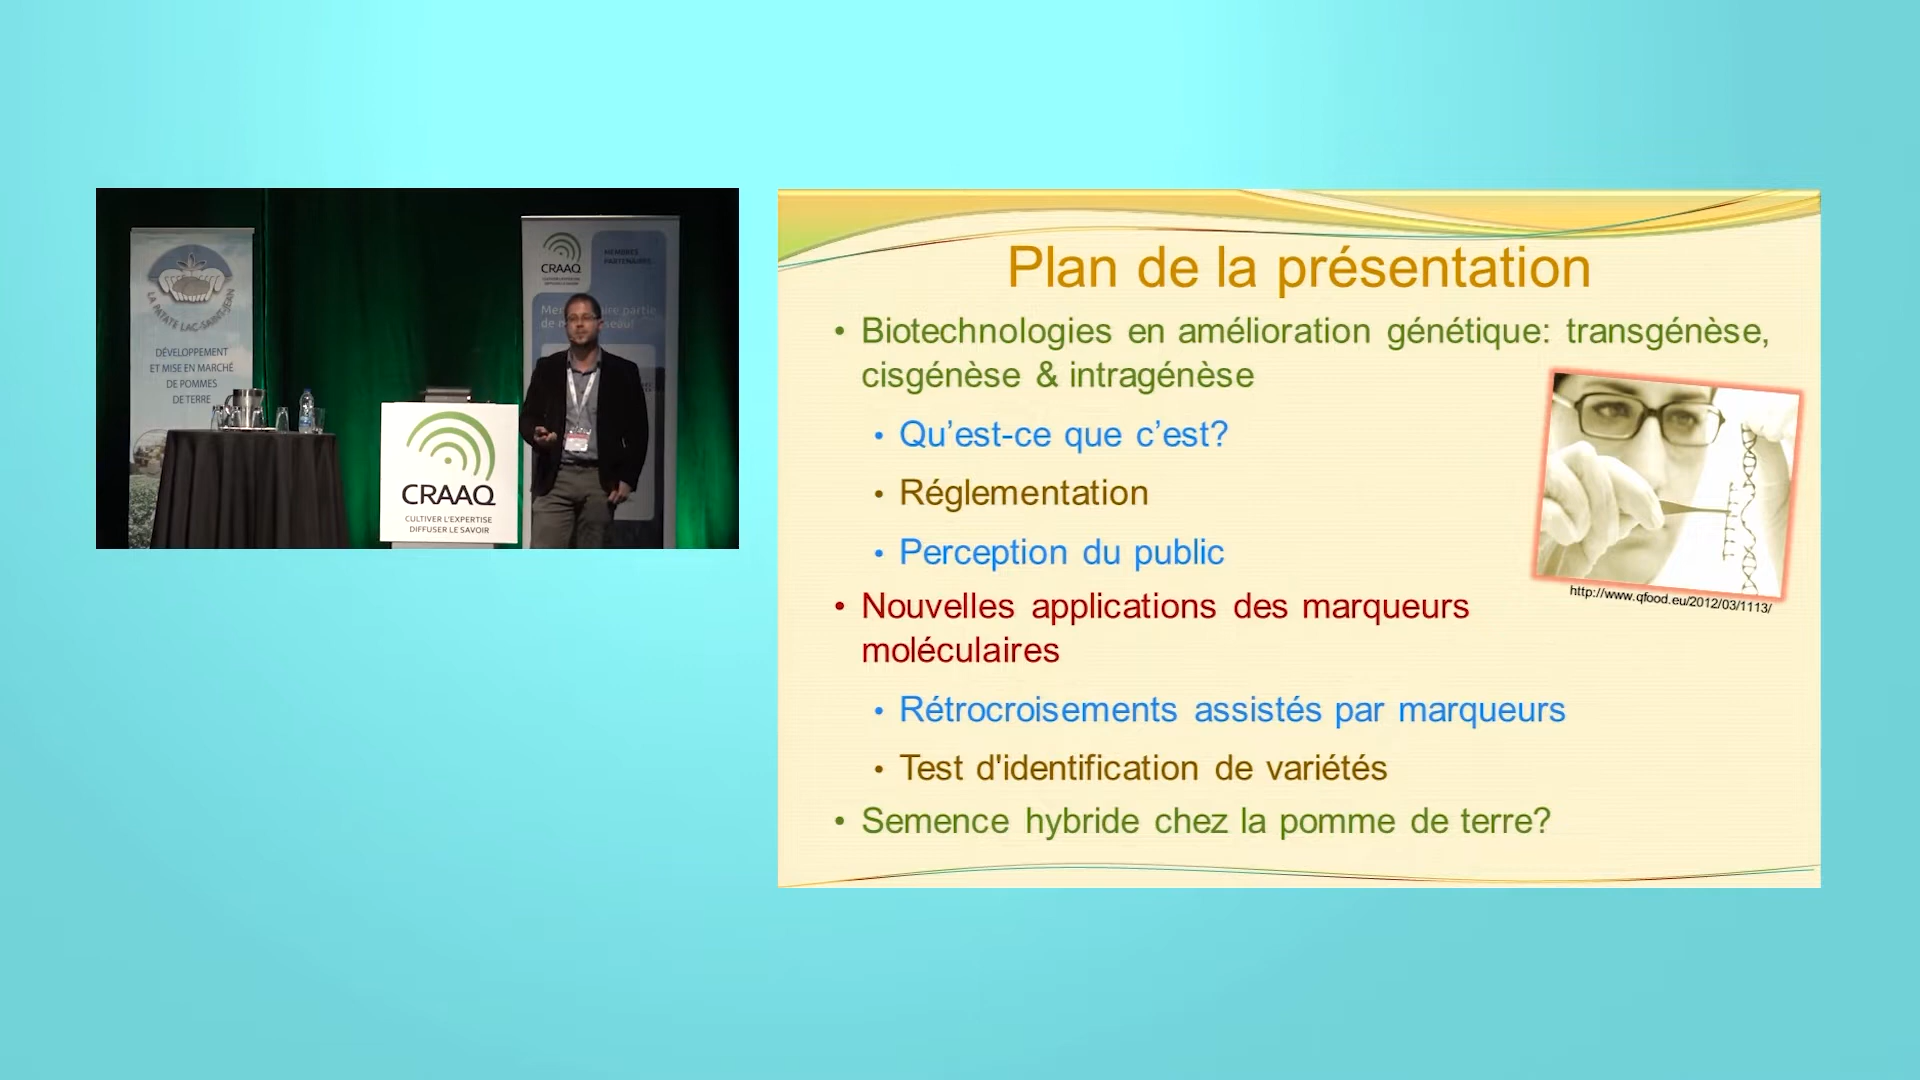 LA PATATE LAC-SAINT-JEAN
DÉVELOPPEMENT
ET MISE EN MARCHÉ
DE POMMES
DE TERRE
CRAAQ
MEMBRES
PARTENAIRES
CRAAQ
CULTIVER L'EXPERTISE
DIFFUSER LE SAVOIR
Plan de la présentation
• Biotechnologies en amélioration génétique: transgénèse,
cisgénèse & intragénèse
• Qu’est-ce que c’est?
• Réglementation
• Perception du public
http://www.qfood.eu/2012/03/1113/
• Nouvelles applications des marqueurs
moléculaires
• Rétrocroisements assistés par marqueurs
• Test d'identification de variétés
• Semence hybride chez la pomme de terre?